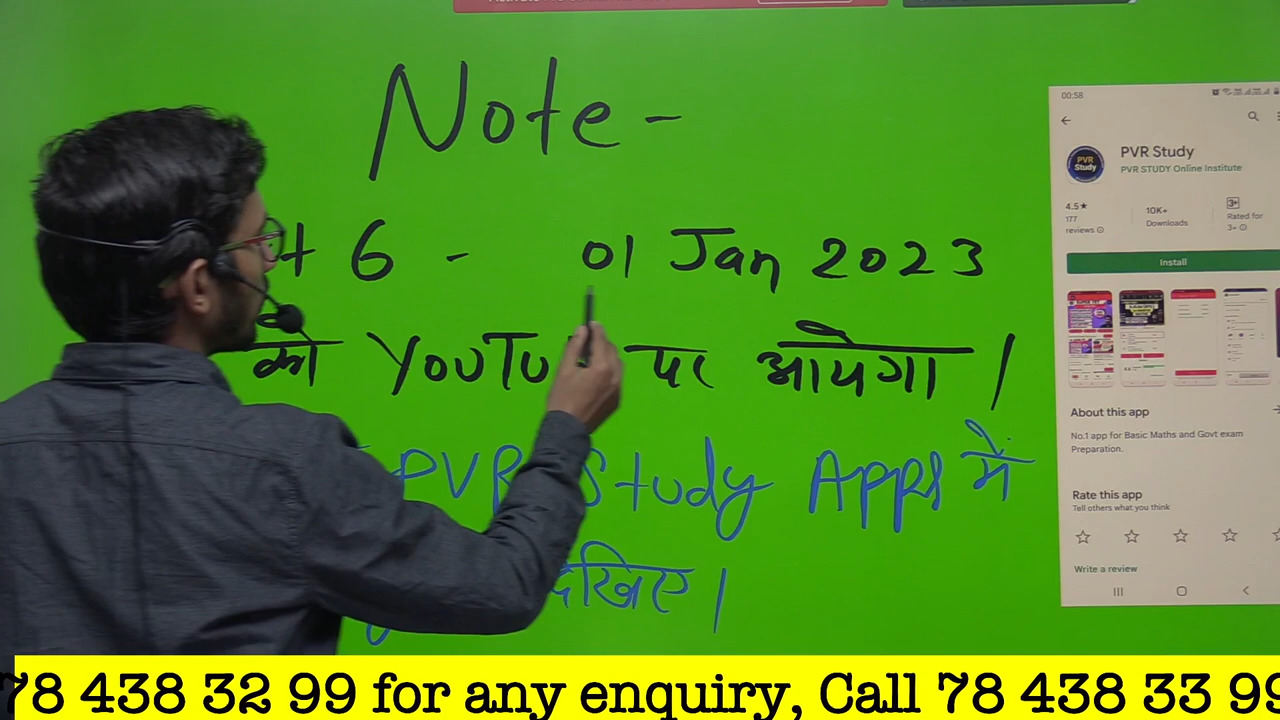 Note -
6 - 01 Jan 2023
को YOUTU पर आयेगा ।
PVR Study Apps में
देखिए ।
00:58
PVR Study
PVR STUDY Online Institute
4.5★
177
reviews
10K+
Downloads
3+
Rated for
3+
Install
About this app
No.1 app for Basic Maths and Govt exam
Preparation.
Rate this app
Tell others what you think
Write a review
78 438 32 99 for any enquiry, Call 78 438 33 99